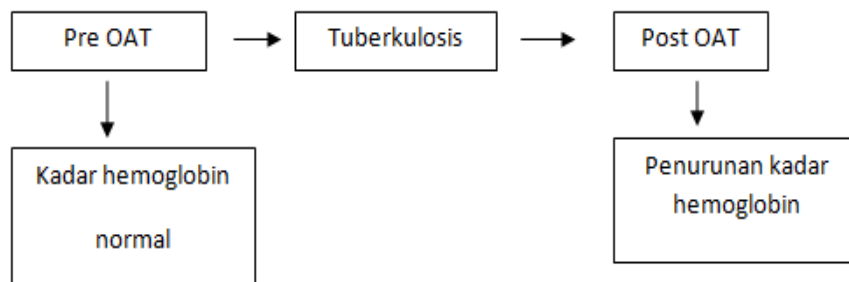 Pre OAT
Tuberkulosis
Post OAT
Kadar hemoglobin
normal
Penurunan kadar
hemoglobin